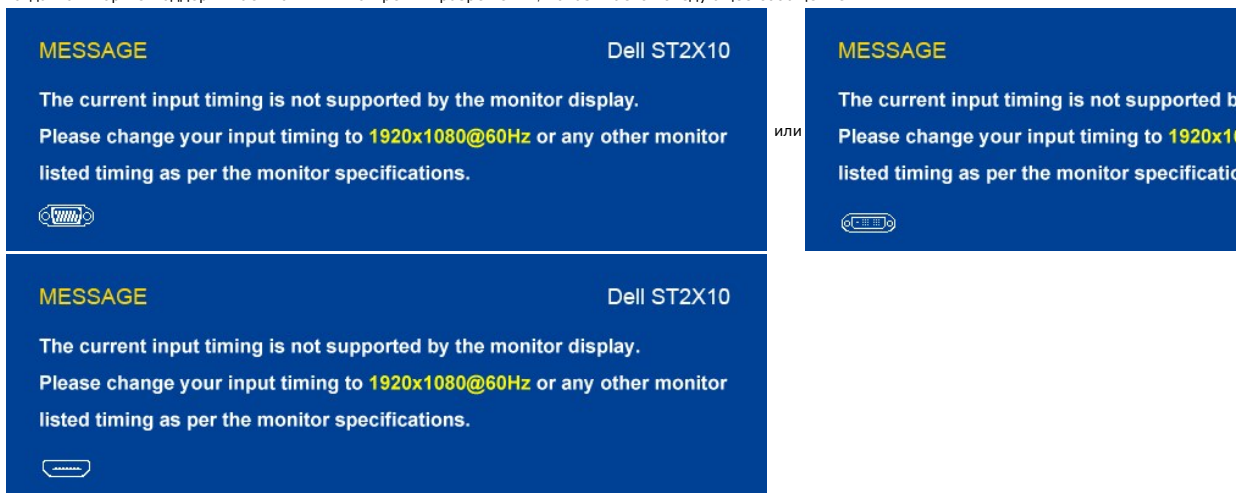 MESSAGE Dell ST2X10
The current input timing is not supported by the monitor display.
Please change your input timing to 1920x1080@60Hz or any other monitor
listed timing as per the monitor specifications.
или
MESSAGE
The current input timing is not supported
Please change your input timing to
listed timing as per the monitor
MESSAGE Dell ST2X10
The current input timing is not supported by the monitor display.
Please change your input timing to 1920x1080@60Hz or any other monitor
listed timing as per the monitor specifications.